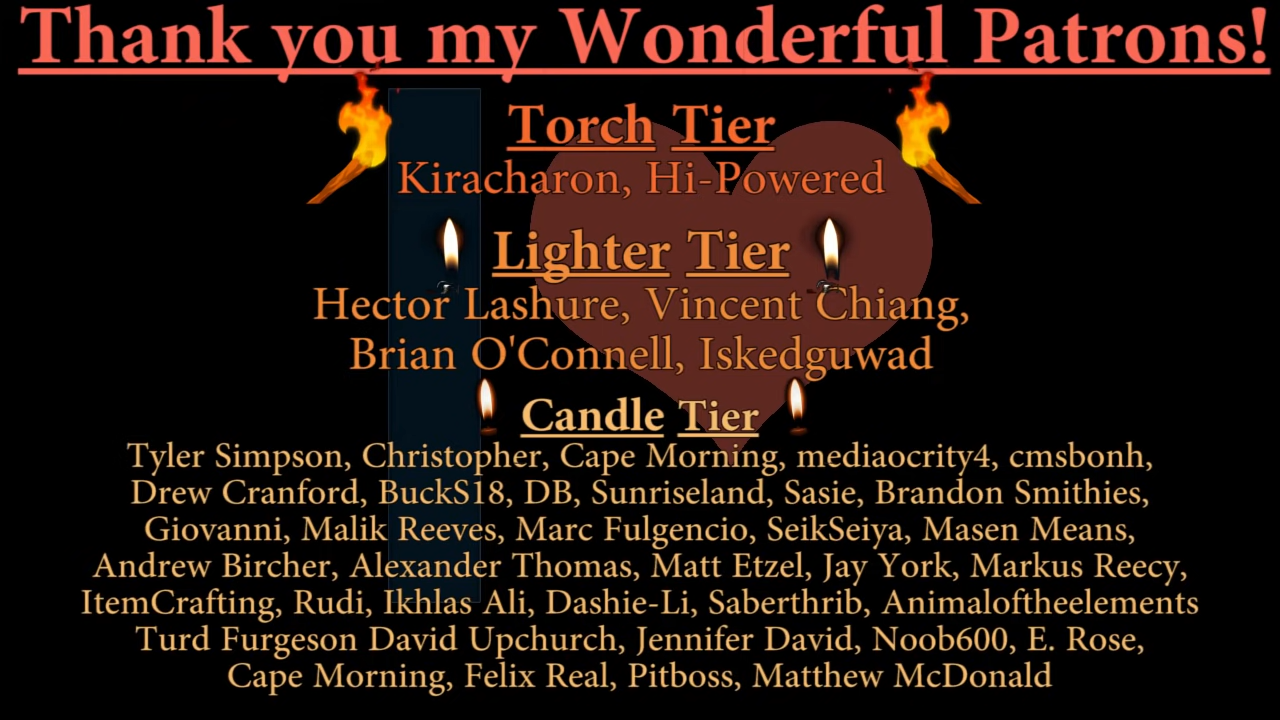 Thank you my Wonderful Patrons!
Torch Tier
Kiracharon, Hi-Powered
Lighter Tier
Hector Lashure, Vincent Chiang,
Brian O'Connell, Iskedguwad
Candle Tier
Tyler Simpson, Christopher, Cape Morning, mediaocrity4, cmsbonh,
Drew Cranford, BuckS18, DB, Sunriseland, Sasie, Brandon Smithies,
Giovanni, Malik Reeves, Marc Fulgencio, SeikSeiya, Masen Means,
Andrew Bircher, Alexander Thomas, Matt Etzel, Jay York, Markus Reecy,
ItemCrafting, Rudi, Ikhlas Ali, Dashie-Li, Saberthrib, Animaloftheelements
Turd Furgeson David Upchurch, Jennifer David, Noob600, E. Rose,
Cape Morning, Felix Real, Pitboss, Matthew McDonald